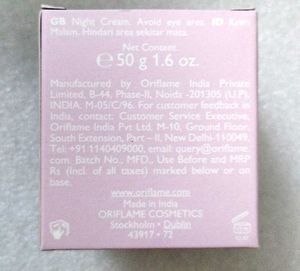 GB Night Cream. Avoid eye area. ID Krim
Malam. Hindari area sekitar mata.
Net Content:
℮ 50 g 1.6 oz.
Manufactured by Oriflame India Private
Limited, B-44, Phase-II, Noida -201305 (U.P),
INDIA. M-05/C/96. For customer feedback in
India, contact: Customer Service Executive,
Oriflame India Pvt Ltd, M-10, Ground Floor,
South Extension, Part –II, New Delhi-110049,
Tel: +91 1140409000, email: query@oriflame.
com. Batch No., MFD., Use Before and MRP
Rs (Incl. of all taxes) marked below or on
base.
www.oriflame.com
Made in India
ORIFLAME COSMETICS
Stockholm · Dublin
43917 · 72